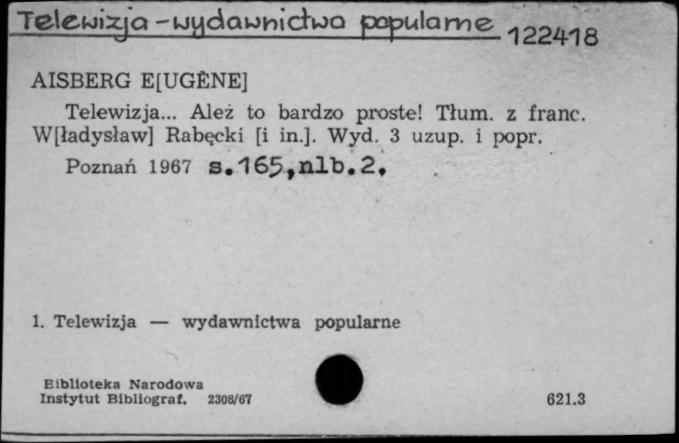 Telewizja - wydawnictwa popularne 122418
AISBERG E[UGÈNE]
Telewizja... Ależ to bardzo proste! Tłum. z franc.
W[ładysław] Rabęcki [i in.]. Wyd. 3 uzup. i popr.
Poznań 1967 s.165,nlb.2.
1. Telewizja — wydawnictwa popularne
Biblioteka Narodowa
Instytut Bibliograf. 2308/67 621.3